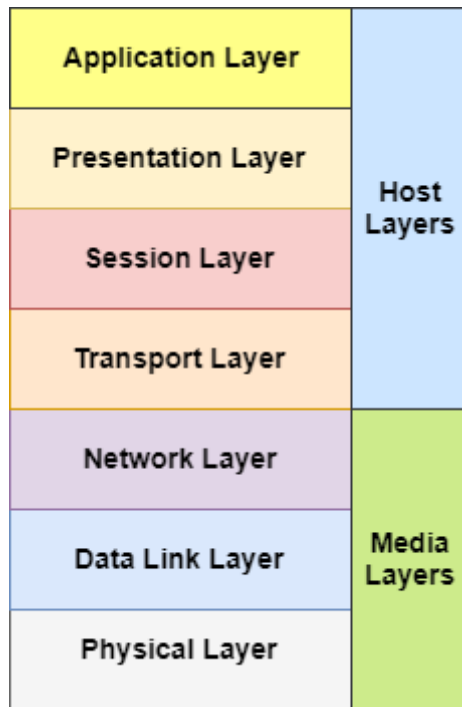 Application Layer
Presentation Layer
Session Layer
Transport Layer
Network Layer
Data Link Layer
Physical Layer
Host
Layers
Media
Layers